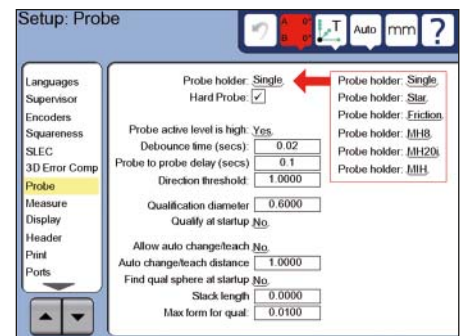 Setup: Probe
A 0°
B 0°
T
Auto
mm
?
Languages
Supervisor
Encoders
Squareness
SLEC
3D Error Comp
Probe
Measure
Display
Header
Print
Ports
Probe holder: Single
Hard Probe: ✓
Probe active level is high: Yes
Debounce time (secs): 0.02
Probe to probe delay (secs) 0.1
Direction threshold: 1.0000
Qualification diameter 0.6000
Qualify at startup No
Allow auto change/teach No
Auto change/teach distance 1.0000
Find qual sphere at startup No
Stack length 0.0000
Max form for qual: 0.0100
Probe holder: Single
Probe holder: Star
Probe holder: Friction
Probe holder: MH8
Probe holder: MH20i
Probe holder: MIH